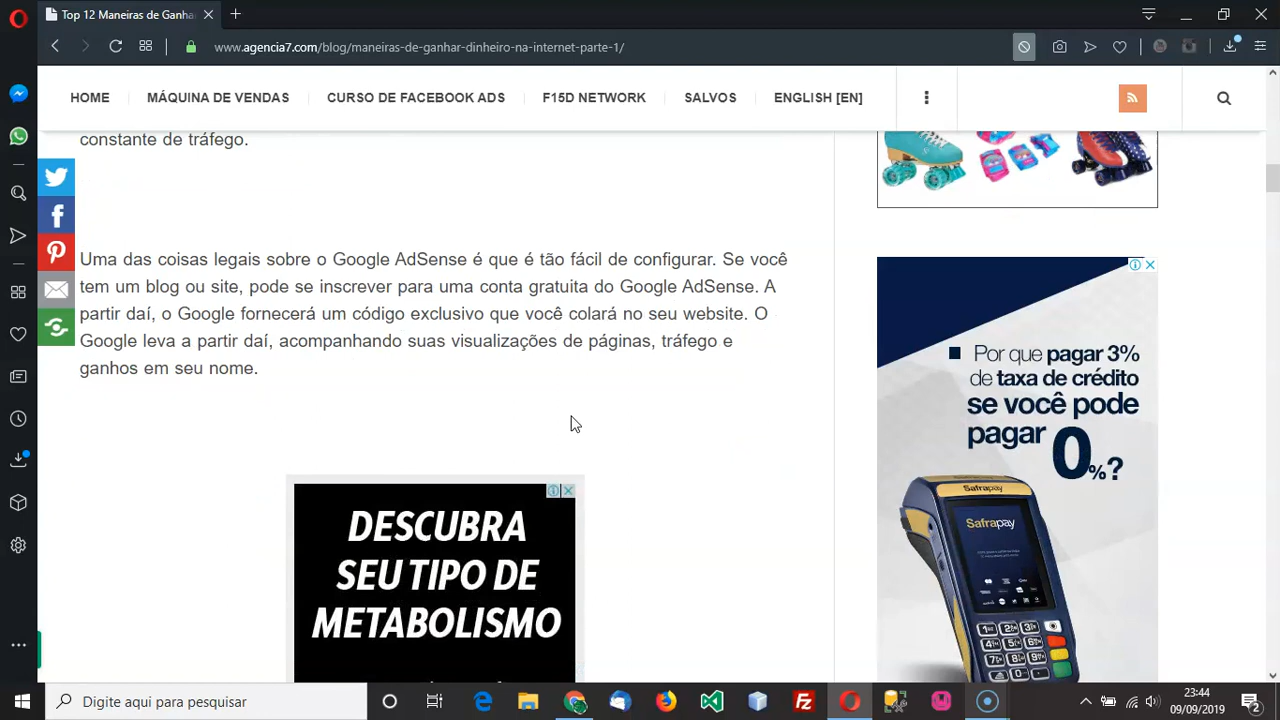 Top 12 Maneiras de Ganha
www.agencia7.com/blog/maneiras-de-ganhar-dinheiro-na-internet-parte-1/
HOME
MÁQUINA DE VENDAS
CURSO DE FACEBOOK ADS
F15D NETWORK
SALVOS
ENGLISH [EN]
constante de tráfego.
Uma das coisas legais sobre o Google AdSense é que é tão fácil de configurar. Se você
tem um blog ou site, pode se inscrever para uma conta gratuita do Google AdSense. A
partir daí, o Google fornecerá um código exclusivo que você colará no seu website. O
Google leva a partir daí, acompanhando suas visualizações de páginas, tráfego e
ganhos em seu nome.
DESCUBRA
SEU TIPO DE
METABOLISMO
Por que pagar 3%
de taxa de crédito
se você pode
pagar 0%?
Safrapay
Safrapay
Digite aqui para pesquisar
23:44
09/09/2019
2